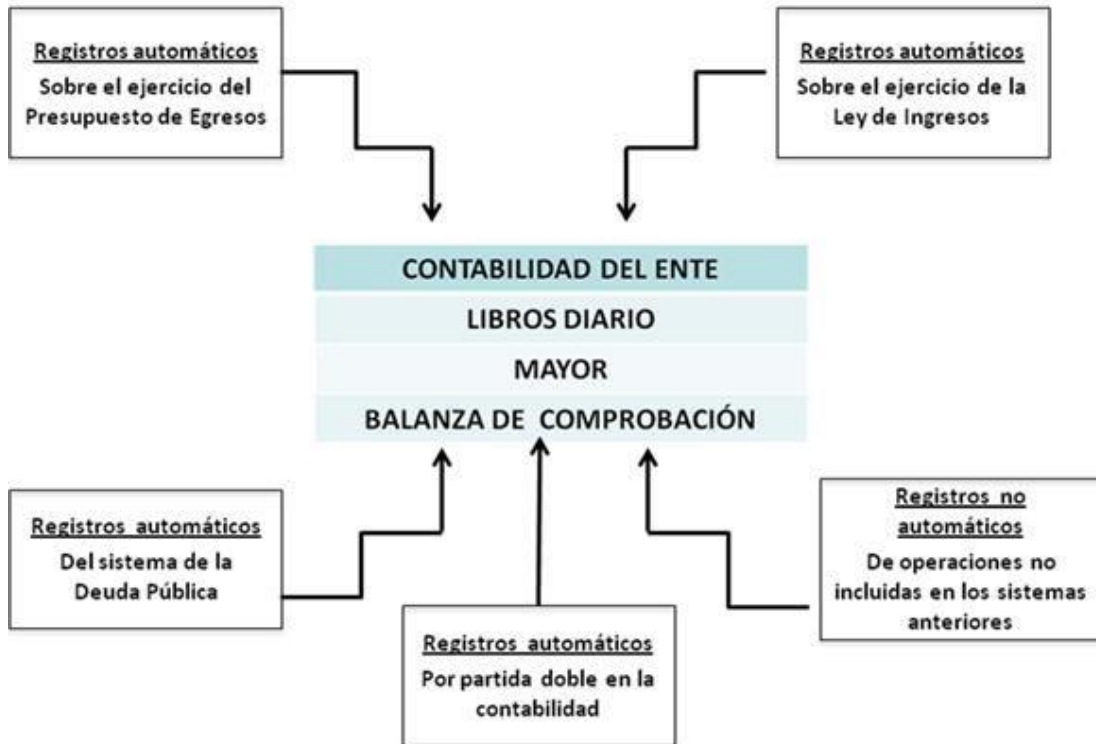 Registros automáticos
Sobre el ejercicio del
Presupuesto de Egresos
Registros automáticos
Sobre el ejercicio de la
Ley de Ingresos
CONTABILIDAD DEL ENTE
LIBROS DIARIO
MAYOR
BALANZA DE COMPROBACIÓN
Registros automáticos
Del sistema de la
Deuda Pública
Registros automáticos
Por partida doble en la
contabilidad
Registros no
automáticos
De operaciones no
incluidas en los sistemas
anteriores